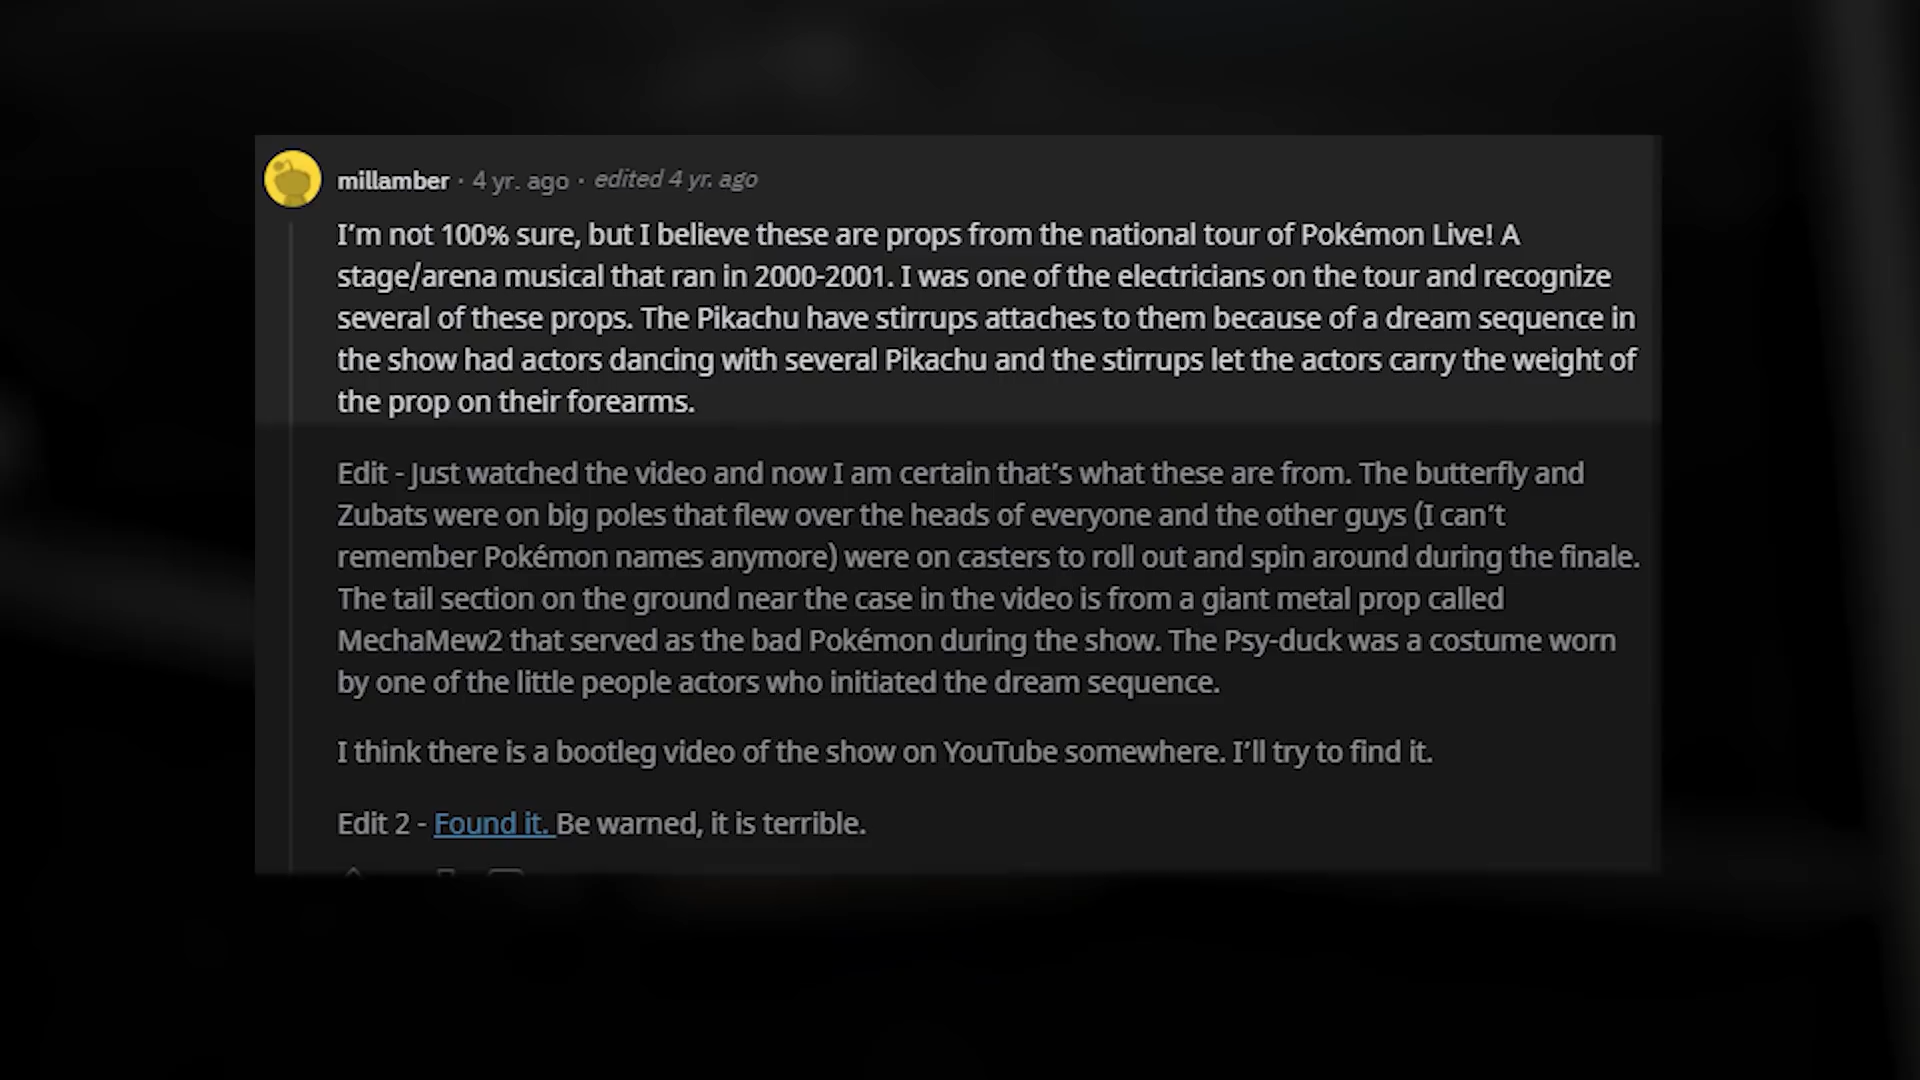 millamber · 4 yr. ago · edited 4 yr. ago
I'm not 100% sure, but I believe these are props from the national tour of Pokémon Live! A
stage/arena musical that ran in 2000-2001. I was one of the electricians on the tour and recognize
several of these props. The Pikachu have stirrups attaches to them because of a dream sequence in
the show had actors dancing with several Pikachu and the stirrups let the actors carry the weight of
the prop on their forearms.
Edit - Just watched the video and now I am certain that's what these are from. The butterfly and
Zubats were on big poles that flew over the heads of everyone and the other guys (I can't
remember Pokémon names anymore) were on casters to roll out and spin around during the finale.
The tail section on the ground near the case in the video is from a giant metal prop called
MechaMew2 that served as the bad Pokémon during the show. The Psy-duck was a costume worn
by one of the little people actors who initiated the dream sequence.
I think there is a bootleg video of the show on YouTube somewhere. I'll try to find it.
Edit 2 - Found it. Be warned, it is terrible.